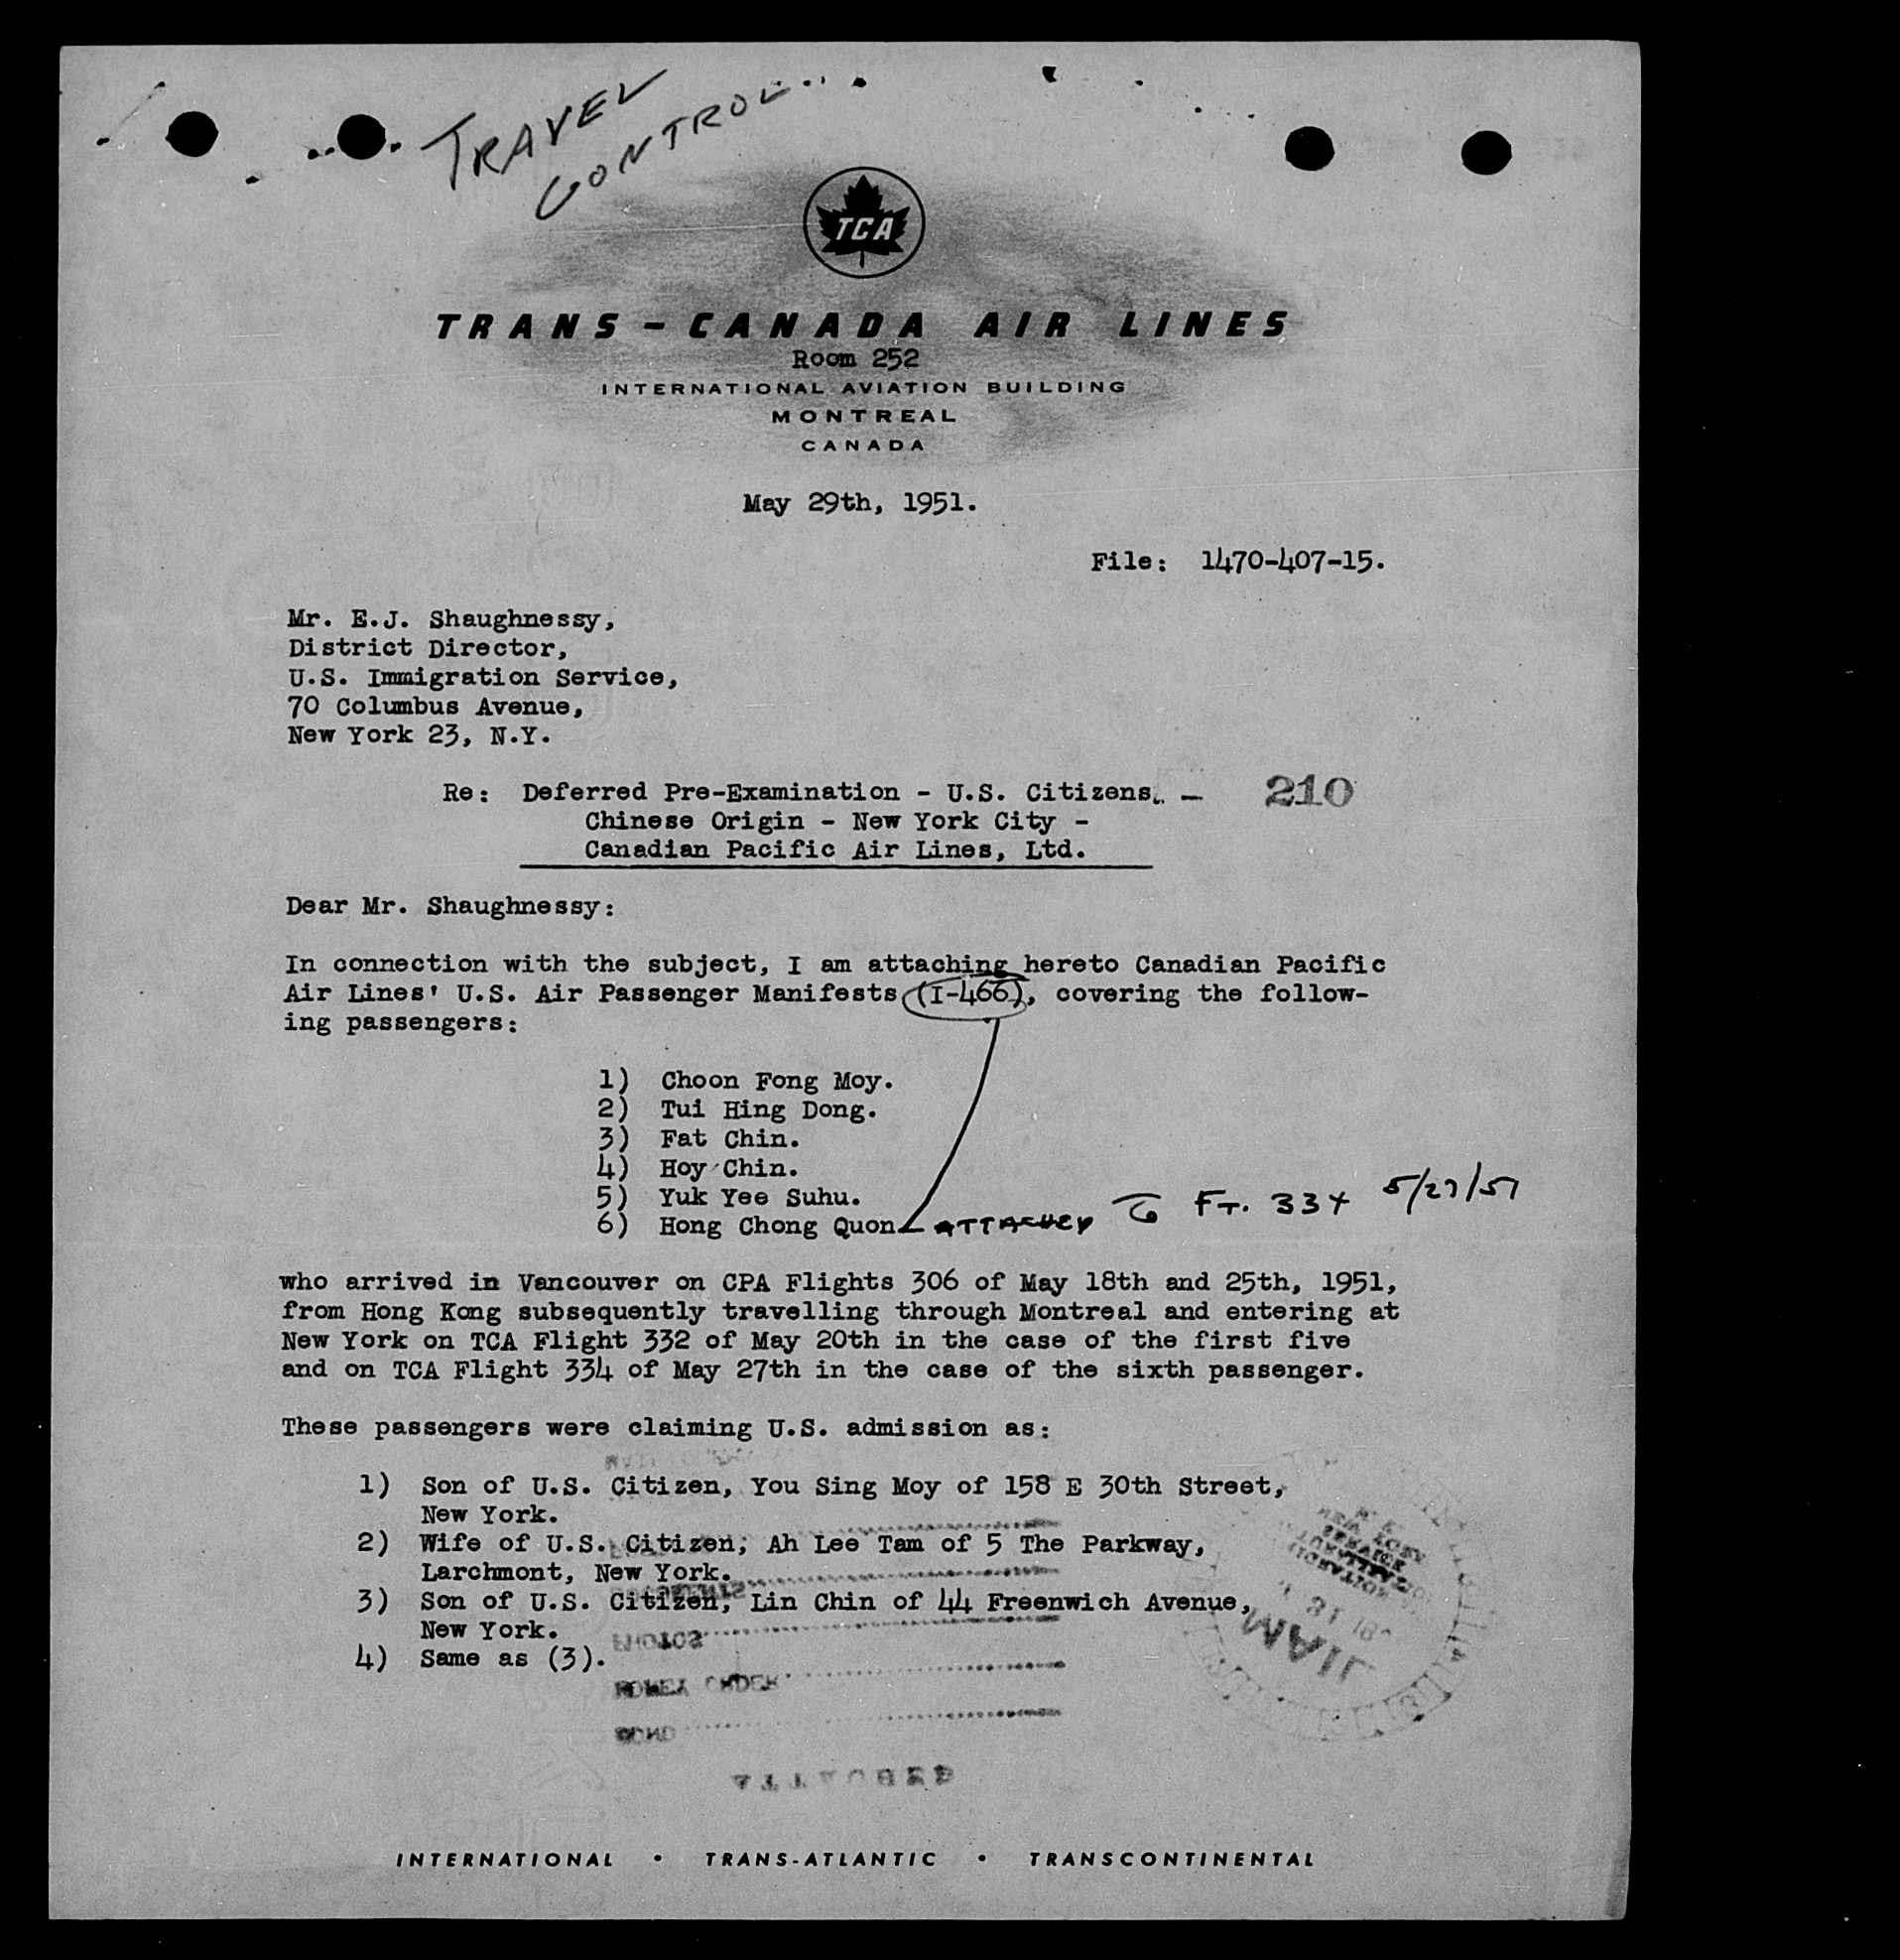 TRAVEL
CONTROL
TCA
TRANS-CANADA AIR LINES
Room 252
INTERNATIONAL AVIATION BUILDING
MONTREAL
CANADA
May 29th, 1951.
File: 1470-407-15.
Mr. E.J. Shaughnessy,
District Director,
U.S. Immigration Service,
70 Columbus Avenue,
New York 23, N.Y.
Re: Deferred Pre-Examination - U.S. Citizens. — 210
Chinese Origin - New York City -
Canadian Pacific Air Lines, Ltd.
Dear Mr. Shaughnessy:
In connection with the subject, I am attaching hereto Canadian Pacific
Air Lines' U.S. Air Passenger Manifests (I-466), covering the follow-
ing passengers:
1) Choon Fong Moy.
2) Tui Hing Dong.
3) Fat Chin.
4) Hoy Chin.
5) Yuk Yee Suhu.
6) Hong Chong Quon ATTACHED TO FT. 334 5/27/51
who arrived in Vancouver on CPA Flights 306 of May 18th and 25th, 1951,
from Hong Kong subsequently travelling through Montreal and entering at
New York on TCA Flight 332 of May 20th in the case of the first five
and on TCA Flight 334 of May 27th in the case of the sixth passenger.
These passengers were claiming U.S. admission as:
1) Son of U.S. Citizen, You Sing Moy of 158 E 30th Street,
New York.
2) Wife of U.S. Citizen, Ah Lee Tam of 5 The Parkway,
Larchmont, New York.
3) Son of U.S. Citizen, Lin Chin of 44 Freenwich Avenue,
New York.
4) Same as (3).
PHOTOS
MONEY ORDER
BOND
ATTACHED
MAIL
INTERNATIONAL • TRANS-ATLANTIC • TRANSCONTINENTAL